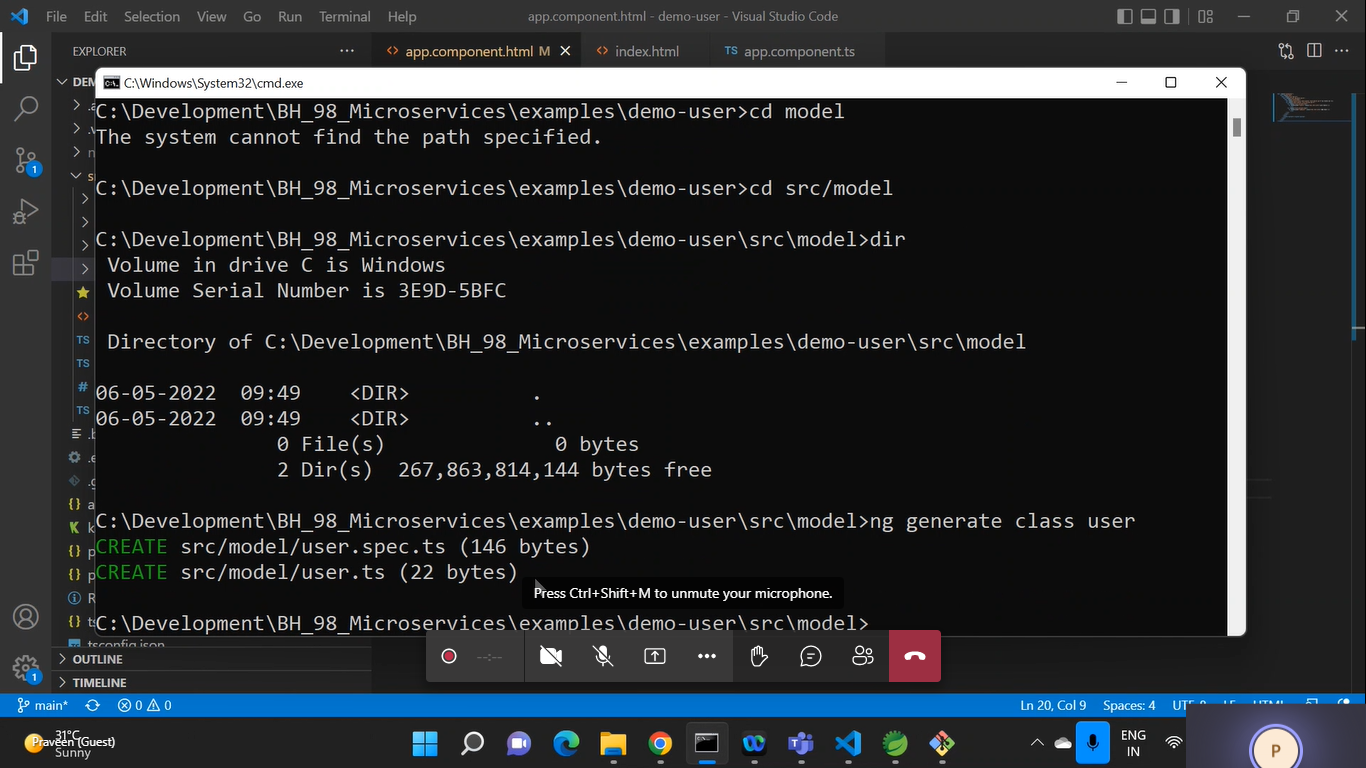 File Edit Selection View Go Run Terminal Help app.component.html - demo-user - Visual Studio Code
EXPLORER
app.component.html M index.html TS app.component.ts
C:\Windows\System32\cmd.exe
C:\Development\BH_98_Microservices\examples\demo-user>cd model
The system cannot find the path specified.
C:\Development\BH_98_Microservices\examples\demo-user>cd src/model
C:\Development\BH_98_Microservices\examples\demo-user\src\model>dir
Volume in drive C is Windows
Volume Serial Number is 3E9D-5BFC
Directory of C:\Development\BH_98_Microservices\examples\demo-user\src\model
06-05-2022 09:49 <DIR> .
06-05-2022 09:49 <DIR> ..
0 File(s) 0 bytes
2 Dir(s) 267,863,814,144 bytes free
C:\Development\BH_98_Microservices\examples\demo-user\src\model>ng generate class user
CREATE src/model/user.spec.ts (146 bytes)
CREATE src/model/user.ts (22 bytes)
Press Ctrl+Shift+M to unmute your microphone.
C:\Development\BH_98_Microservices\examples\demo-user\src\model>
tsconfig.json
OUTLINE
TIMELINE
main* 0 0 Ln 20, Col 9 Spaces: 4
31°C
Sunny
Praveen (Guest)
ENG
IN
P